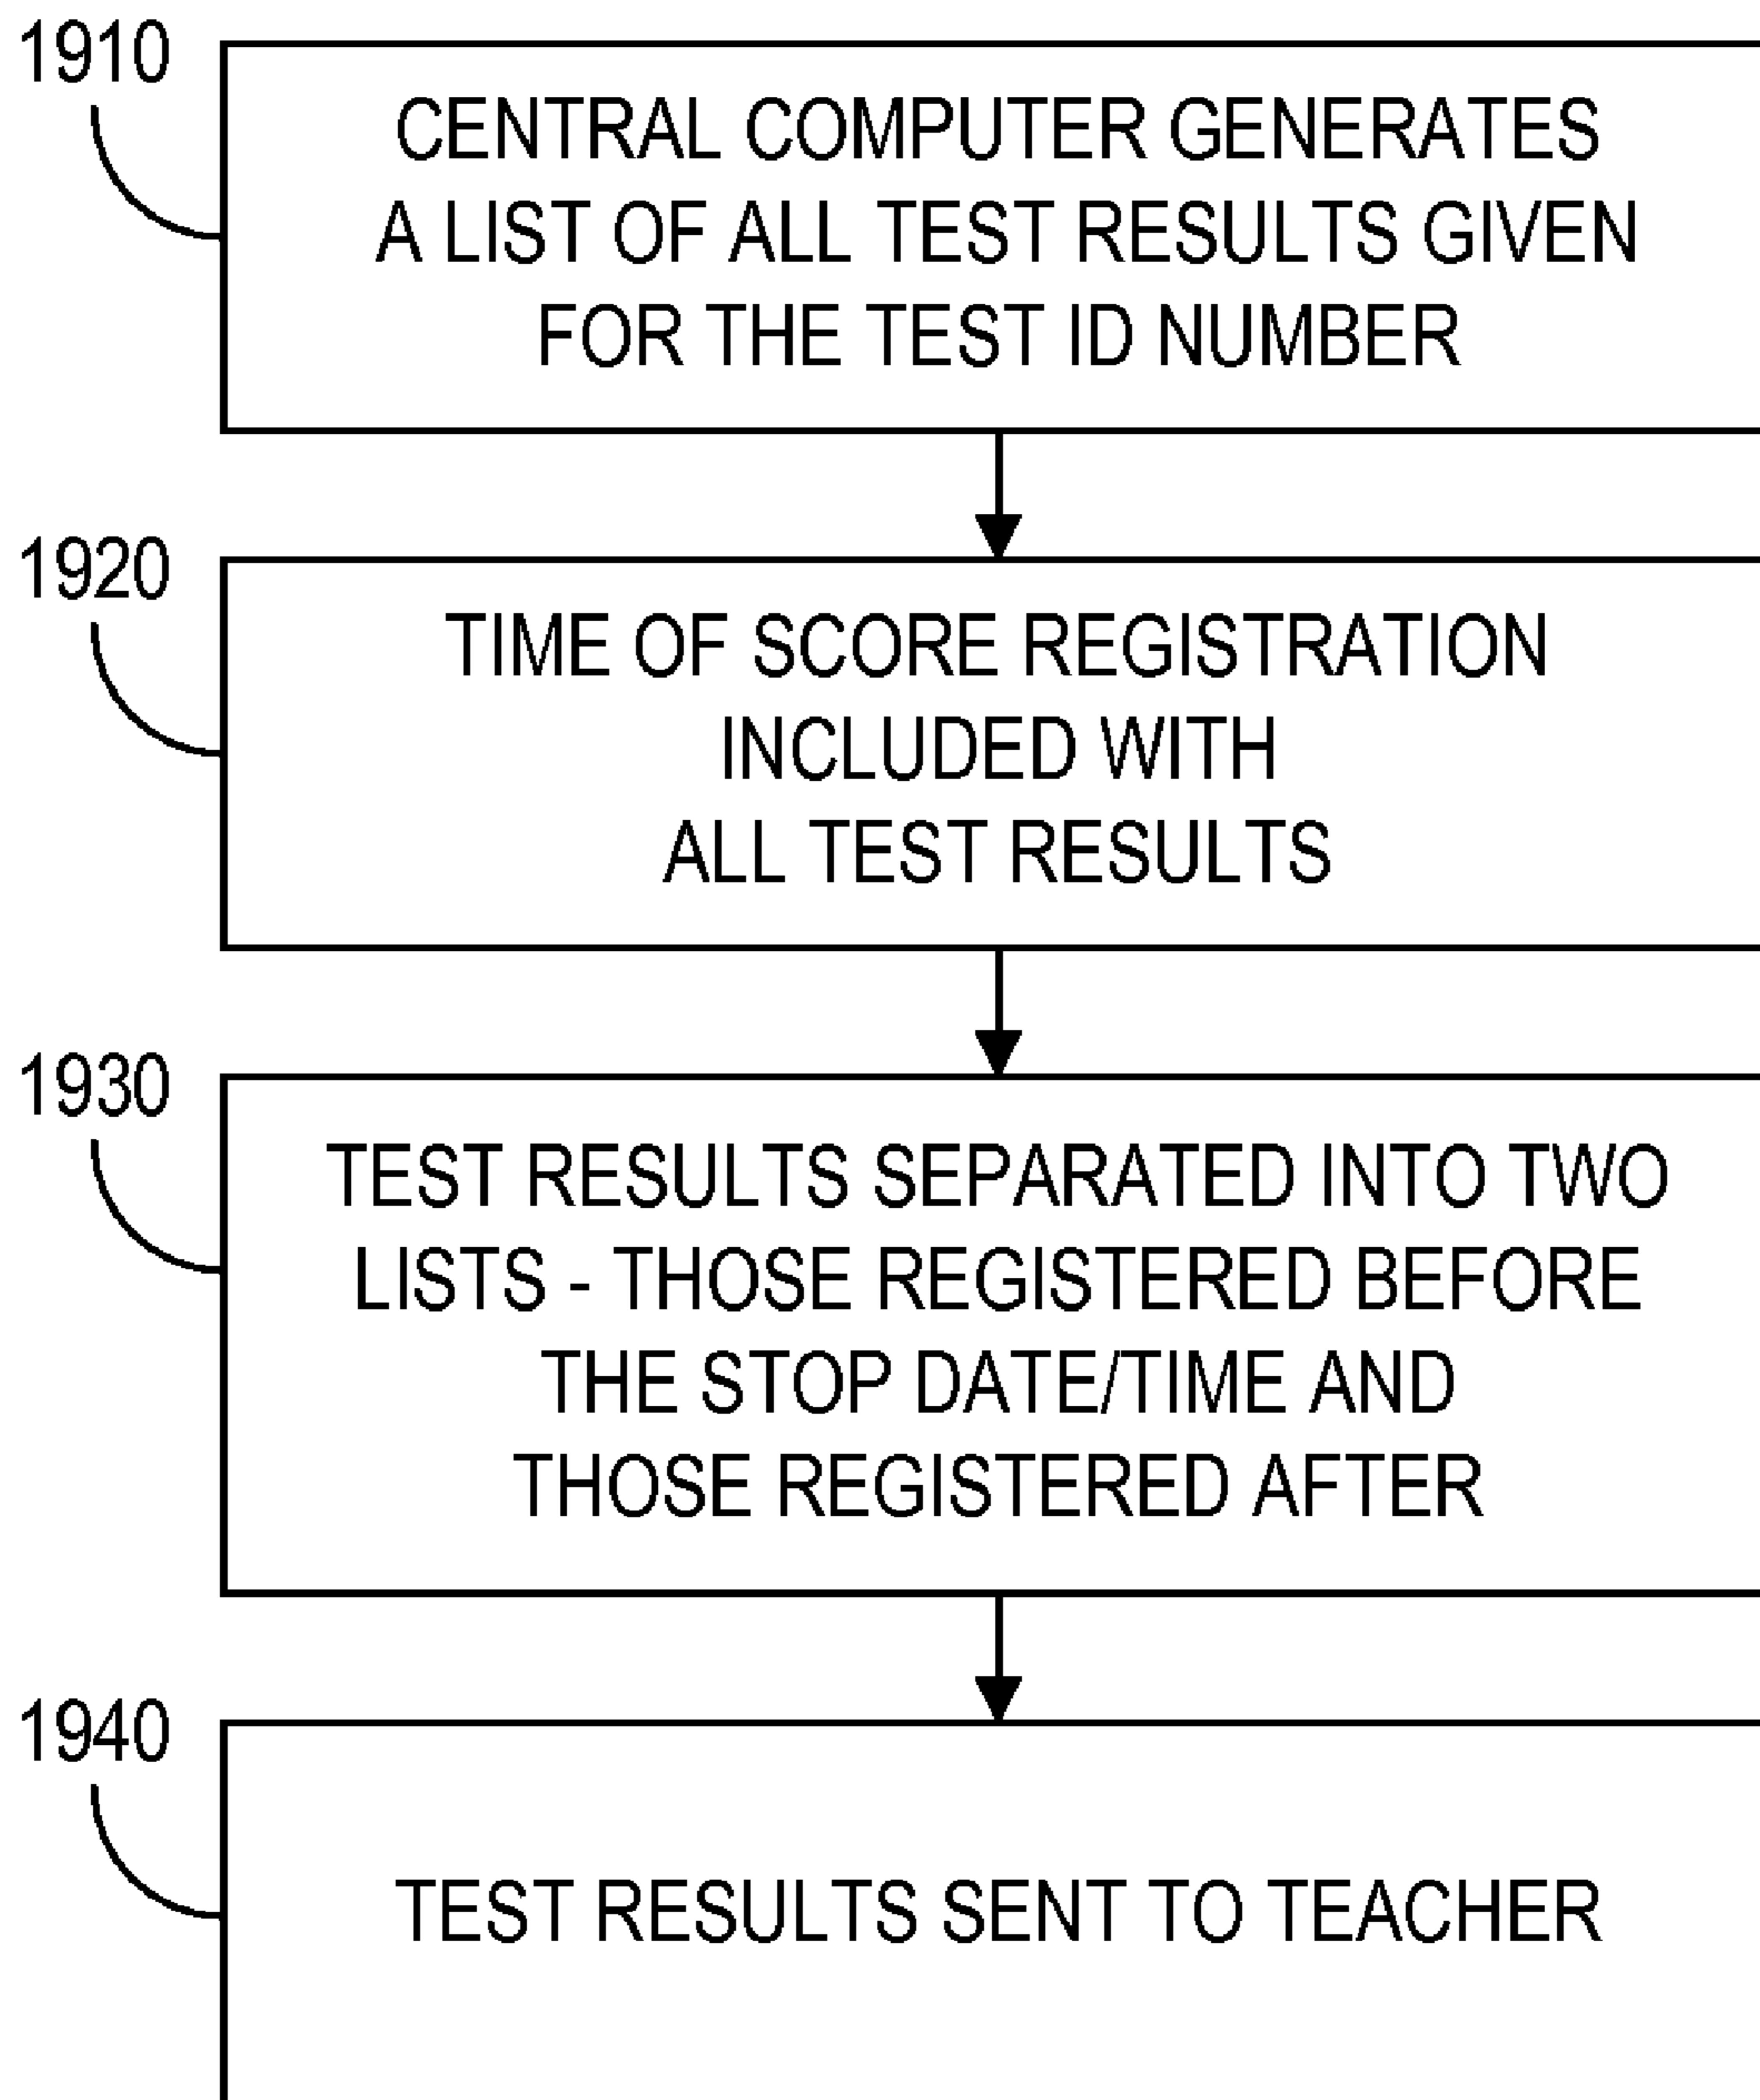 1910
CENTRAL COMPUTER GENERATES
A LIST OF ALL TEST RESULTS GIVEN
FOR THE TEST ID NUMBER
1920
TIME OF SCORE REGISTRATION
INCLUDED WITH
ALL TEST RESULTS
1930
TEST RESULTS SEPARATED INTO TWO
LISTS - THOSE REGISTERED BEFORE
THE STOP DATE/TIME AND
THOSE REGISTERED AFTER
1940
TEST RESULTS SENT TO TEACHER